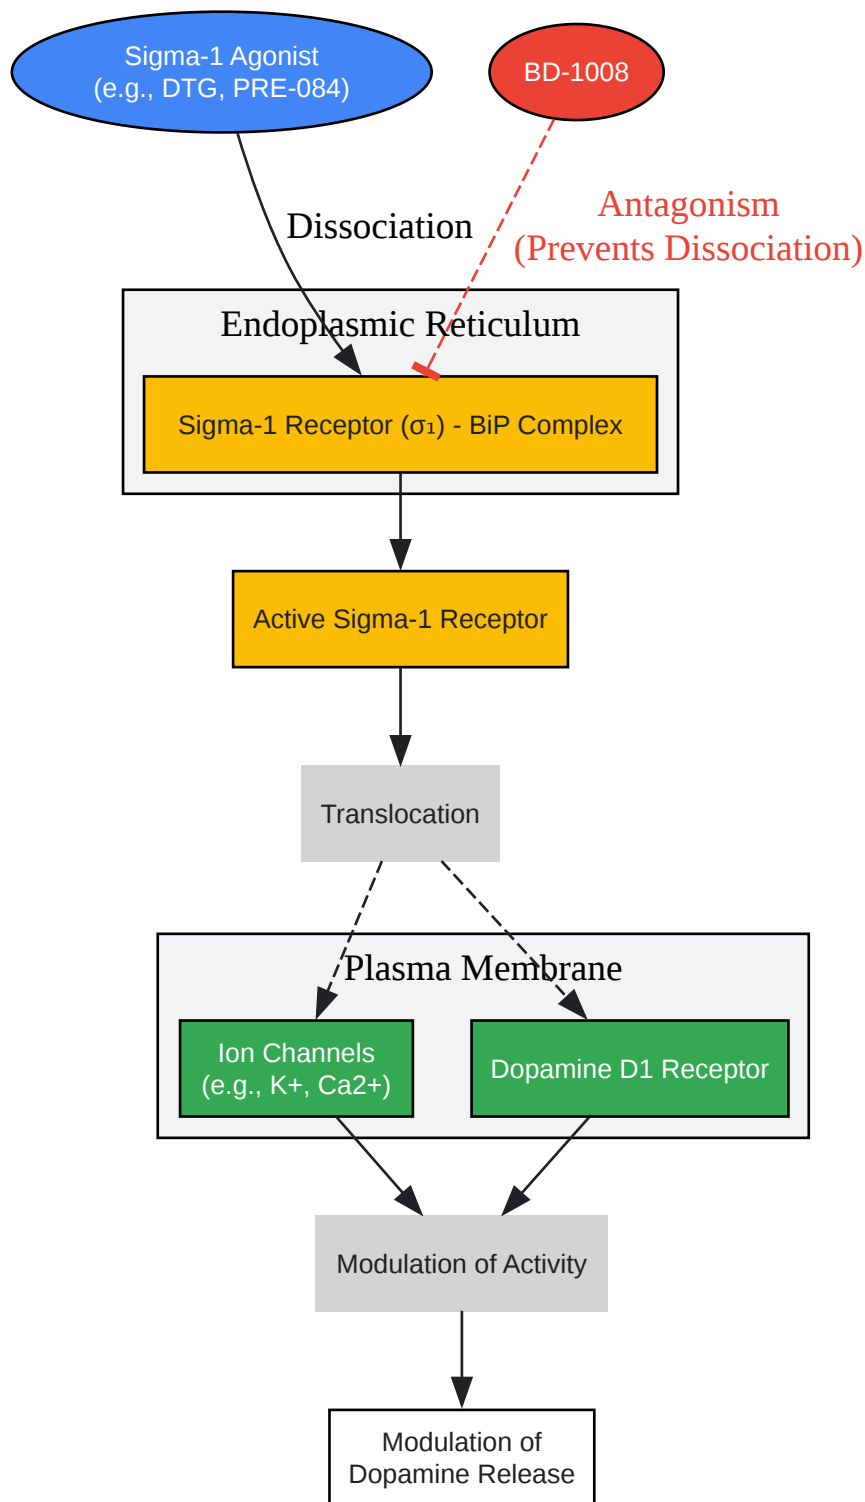 Sigma-1 Agonist
(e.g., DTG, PRE-084)
BD-1008
Dissociation
Antagonism
(Prevents Dissociation)
Endoplasmic Reticulum
Sigma-1 Receptor (σ₁) - BiP Complex
Active Sigma-1 Receptor
Translocation
Plasma Membrane
Ion Channels
(e.g., K+, Ca2+)
Dopamine D1 Receptor
Modulation of Activity
Modulation of
Dopamine Release